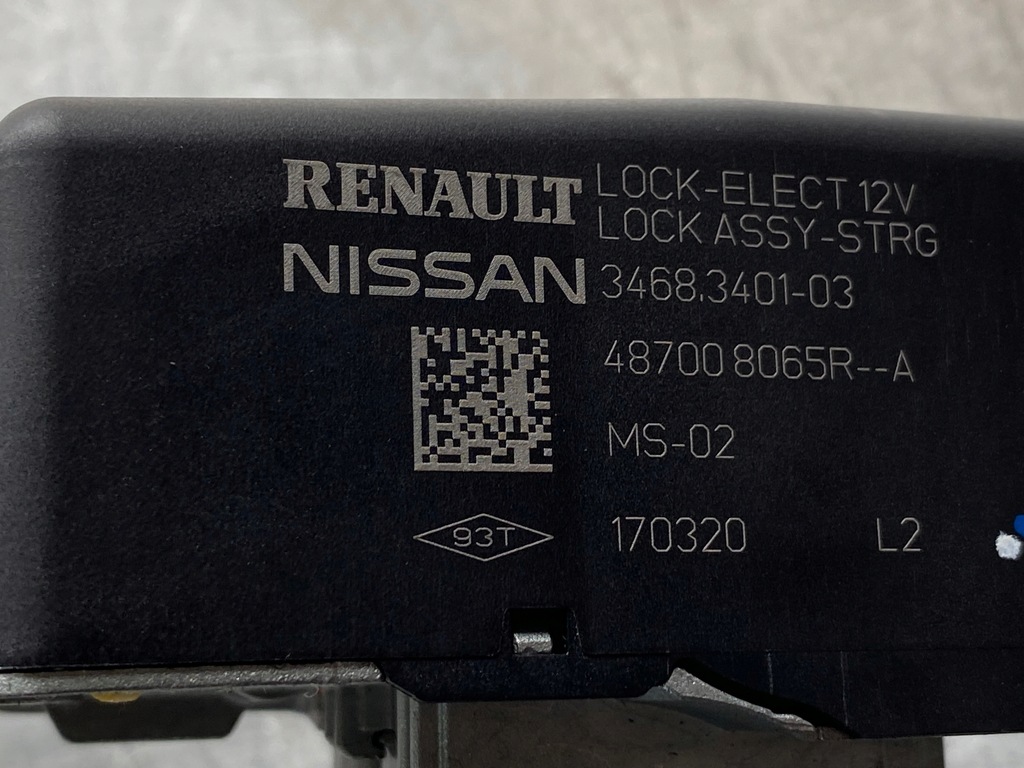 RENAULT
NISSAN
LOCK-ELECT 12V
LOCK ASSY-STRG
3468.3401-03
48700 8065R--A
MS-02
93T
170320 L2